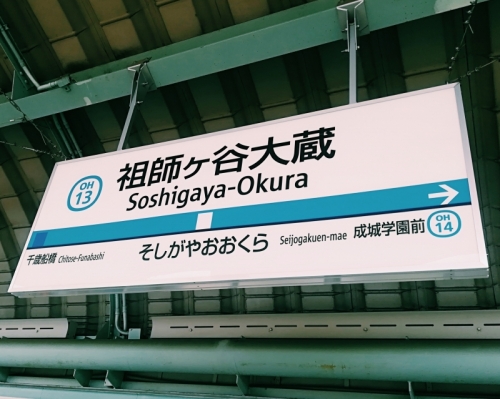 OH
13
祖師ヶ谷大蔵
Soshigaya-Okura
千歳船橋 Chitose-Funabashi
そしがやおおくら
Seijogakuen-mae 成城学園前
OH
14